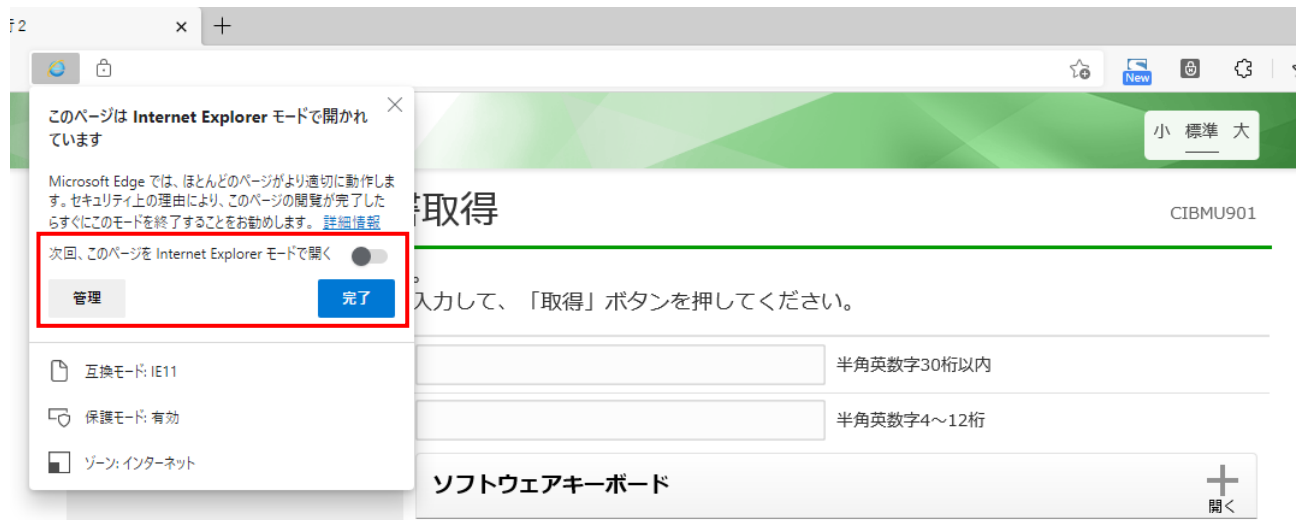 行2
New
このページは Internet Explorer モードで開かれ
ています
Microsoft Edge では、ほとんどのページがより適切に動作しま
す。セキュリティ上の理由により、このページの閲覧が完了した
らすぐにこのモードを終了することをお勧めします。 詳細情報
次回、このページを Internet Explorer モードで開く
管理
完了
互換モード: IE11
保護モード: 有効
ゾーン: インターネット
小 標準 大
取得
CIBMU901
。
入力して、「取得」ボタンを押してください。
半角英数字30桁以内
半角英数字4～12桁
ソフトウェアキーボード
開く